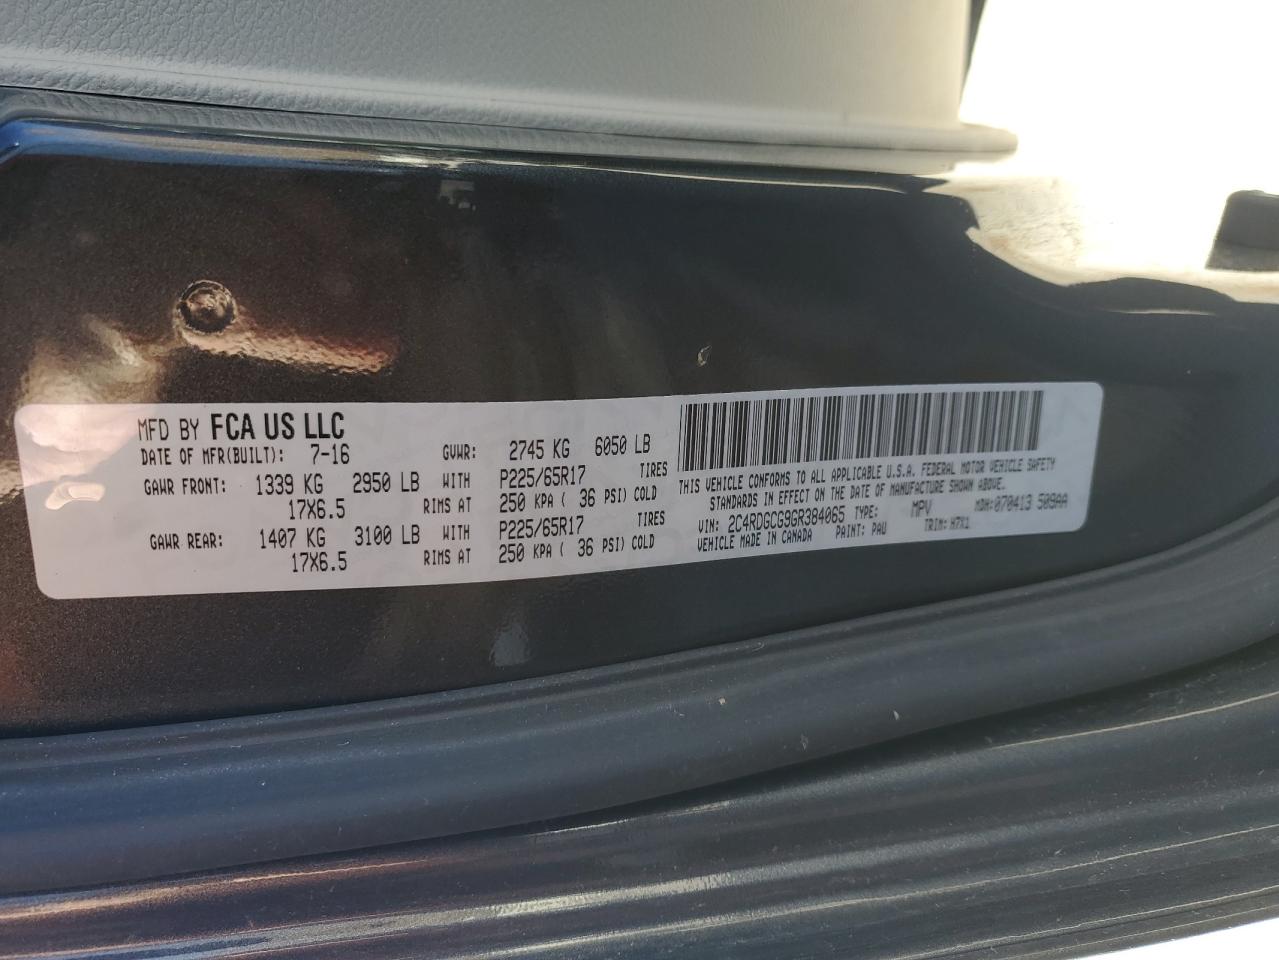 MFD BY FCA US LLC
DATE OF MFR(BUILT): 7-16 GVWR: 2745 KG 6050 LB
GAWR FRONT: 1339 KG 2950 LB WITH P225/65R17 TIRES
17X6.5 RIMS AT 250 KPA ( 36 PSI) COLD
GAWR REAR: 1407 KG 3100 LB WITH P225/65R17 TIRES
17X6.5 RIMS AT 250 KPA ( 36 PSI) COLD
THIS VEHICLE CONFORMS TO ALL APPLICABLE U.S.A. FEDERAL MOTOR VEHICLE SAFETY
STANDARDS IN EFFECT ON THE DATE OF MANUFACTURE SHOWN ABOVE.
VIN: 2C4RDGCG9GR384065 TYPE: MPV MDH: 070413 509AA
VEHICLE MADE IN CANADA PAINT: PAU TRIM: H7X1